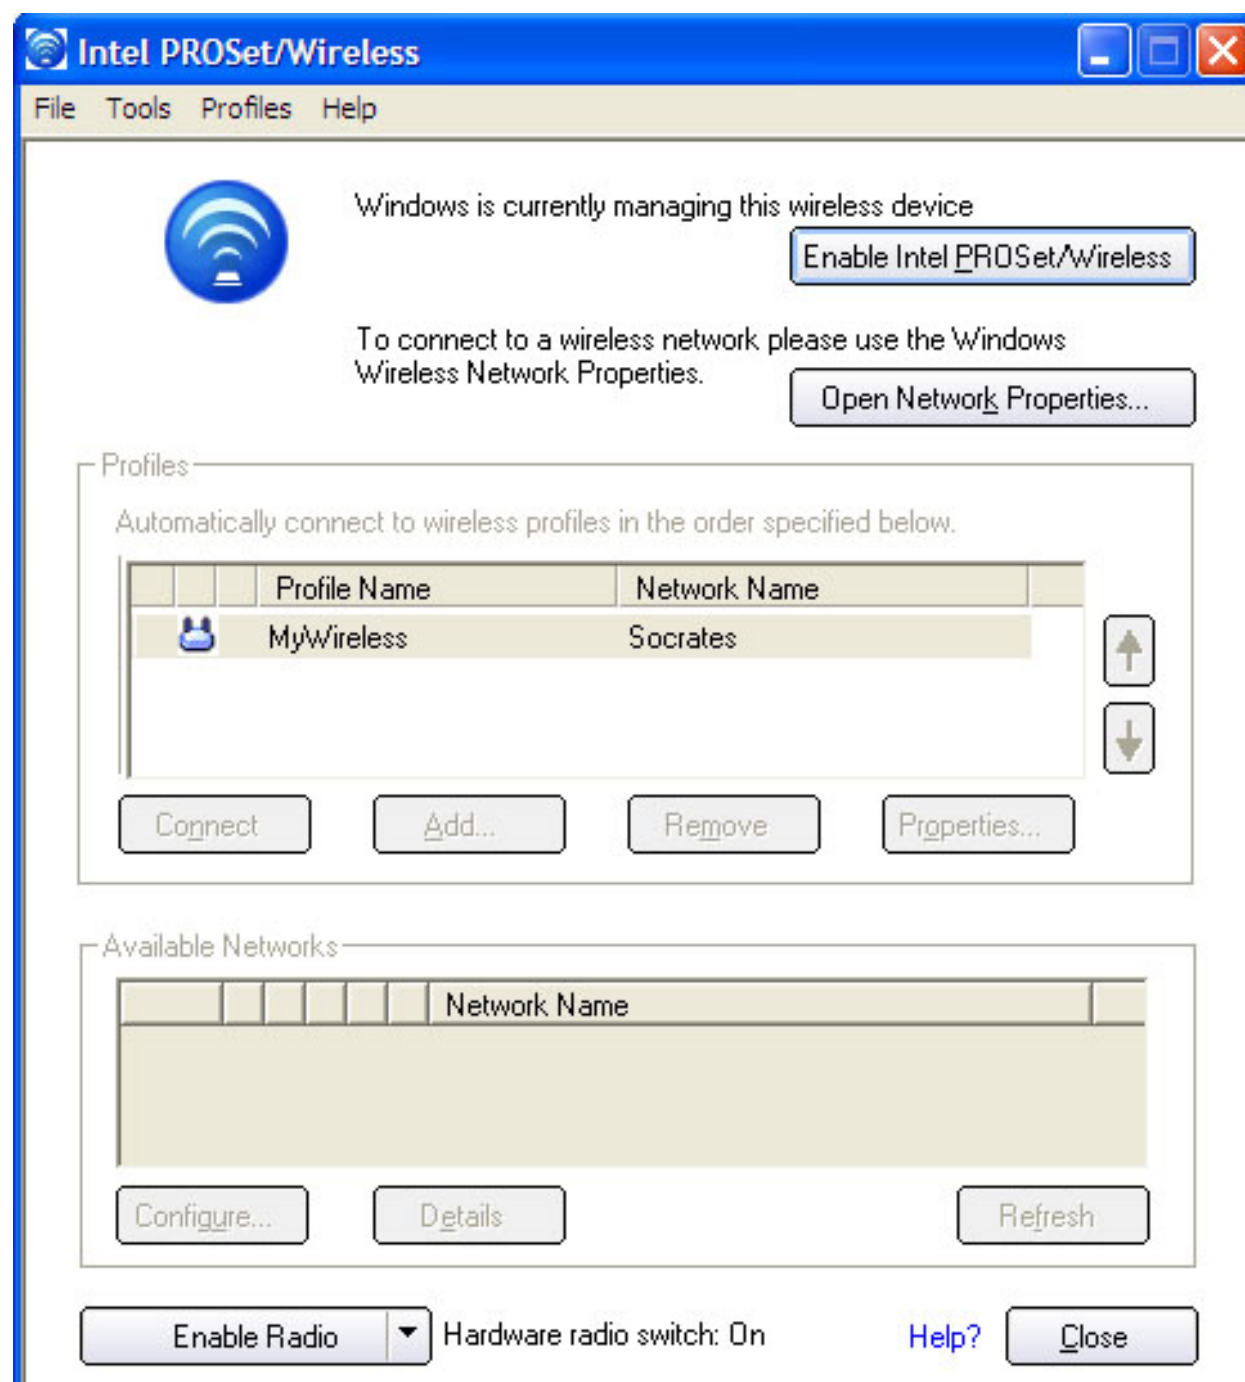 Intel PROSet/Wireless
File Tools Profiles Help
Windows is currently managing this wireless device
Enable Intel PROSet/Wireless
To connect to a wireless network please use the Windows
Wireless Network Properties.
Open Network Properties...
Profiles
Automatically connect to wireless profiles in the order specified below.
Profile Name Network Name
MyWireless Socrates
Connect Add... Remove Properties...
Available Networks
Network Name
Configure... Details Refresh
Enable Radio Hardware radio switch: On Help? Close